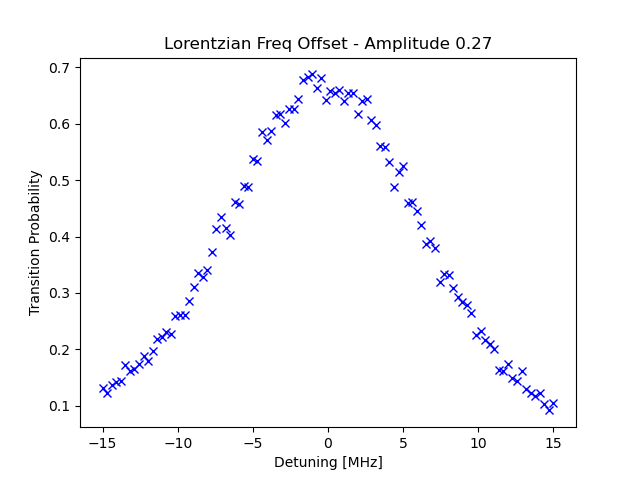 Lorentzian Freq Offset - Amplitude 0.27
Transition Probability
0.7
0.6
0.5
0.4
0.3
0.2
0.1
−15 −10 −5 0 5 10 15
Detuning [MHz]